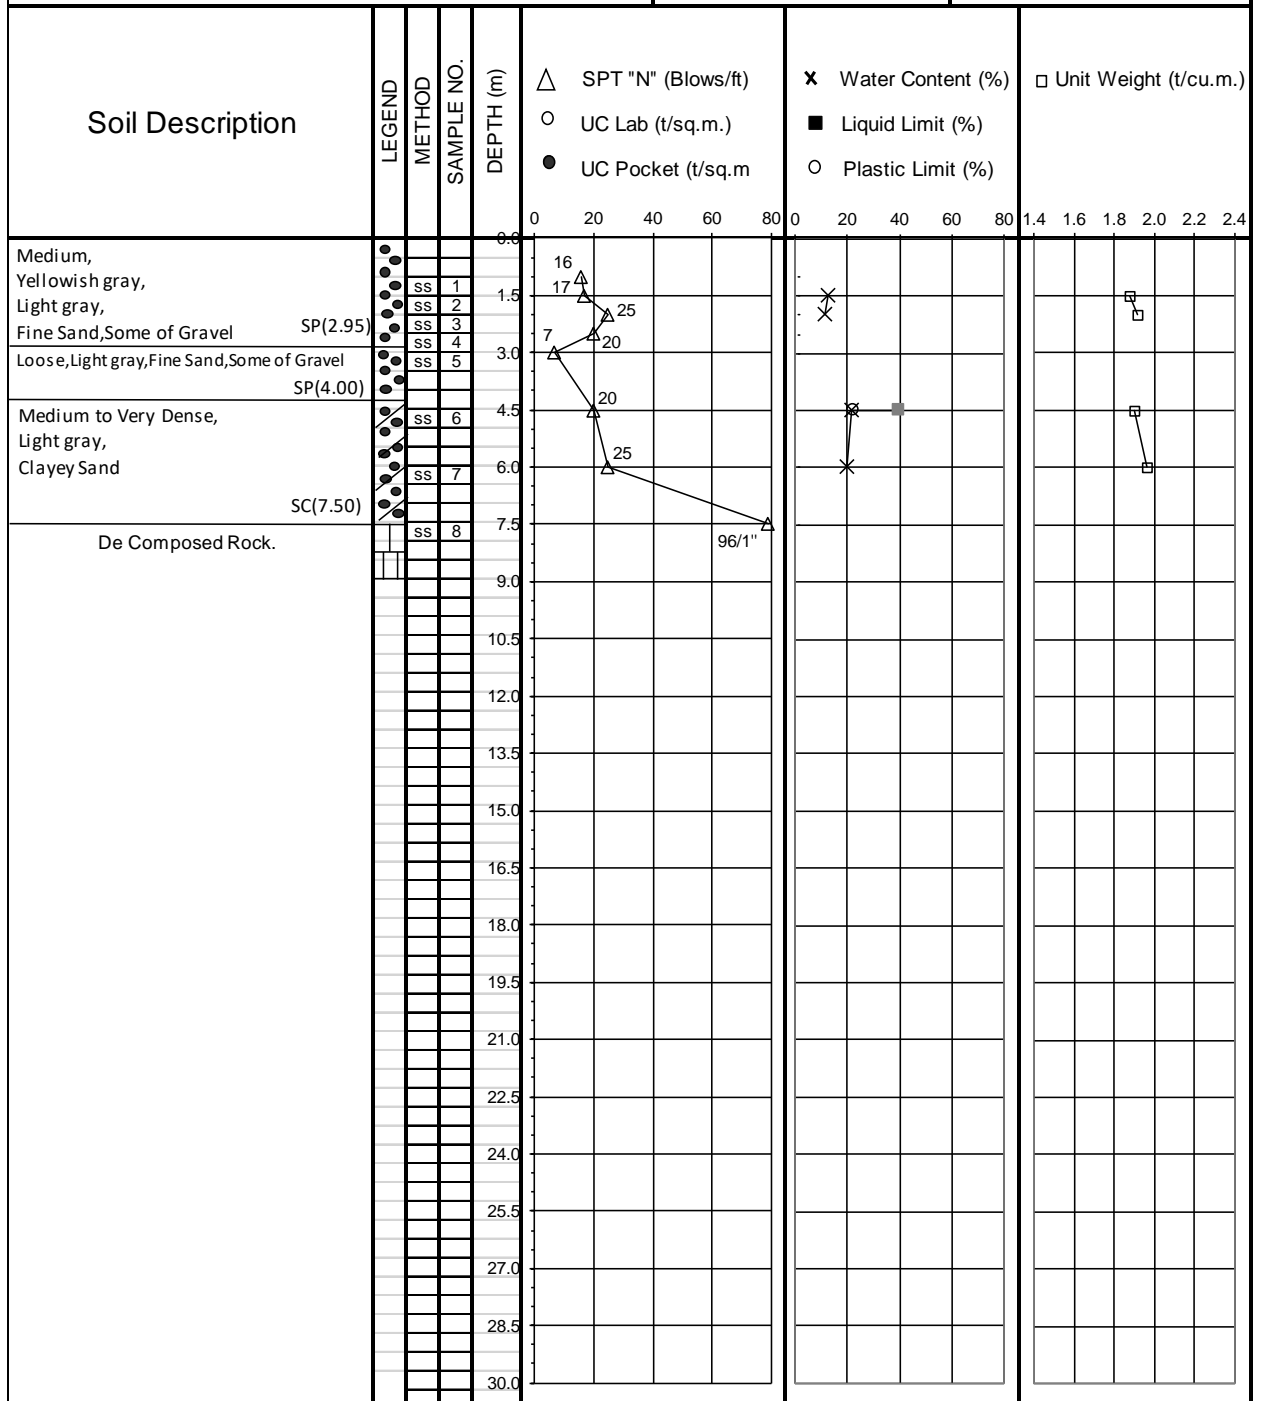 Soil Description
LEGEND
METHOD
SAMPLE NO.
DEPTH (m)
SPT "N" (Blows/ft)
UC Lab (t/sq.m.)
UC Pocket (t/sq.m
Water Content (%)
Liquid Limit (%)
Plastic Limit (%)
Unit Weight (t/cu.m.)
0 20 40 60 80
0 20 40 60 80
1.4 1.6 1.8 2.0 2.2 2.4
Medium,
Yellowish gray,
Light gray,
Fine Sand,Some of Gravel SP(2.95)
Loose,Light gray,Fine Sand,Some of Gravel
SP(4.00)
Medium to Very Dense,
Light gray,
Clayey Sand
SC(7.50)
De Composed Rock.
ss 1
ss 2
ss 3
ss 4
ss 5
ss 6
ss 7
ss 8
0.0
1.5
3.0
4.5
6.0
7.5
9.0
10.5
12.0
13.5
15.0
16.5
18.0
19.5
21.0
22.5
24.0
25.5
27.0
28.5
30.0
16
17
25
20
7
20
25
96/1"